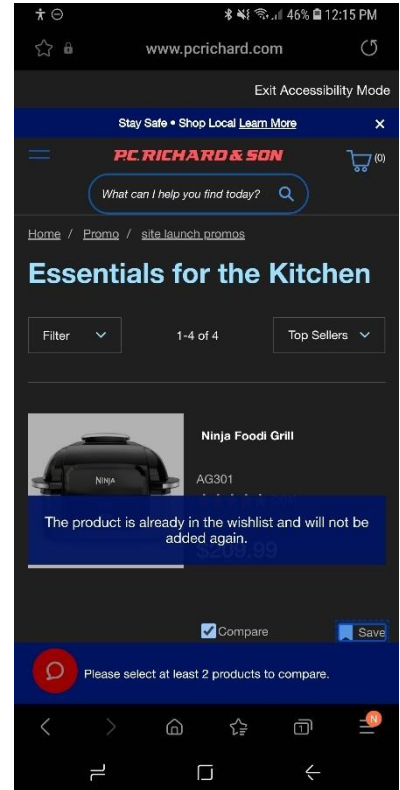 46% 12:15 PM
www.pcrichard.com
Exit Accessibility Mode
Stay Safe • Shop Local Learn More
P.C. RICHARD & SON
(0)
What can I help you find today?
Home / Promo / site launch promos
Essentials for the Kitchen
Filter
1-4 of 4
Top Sellers
Ninja Foodi Grill
NINJA
AG301
The product is already in the wishlist and will not be
added again.
$209.99
Compare
Save
Please select at least 2 products to compare.
1
N